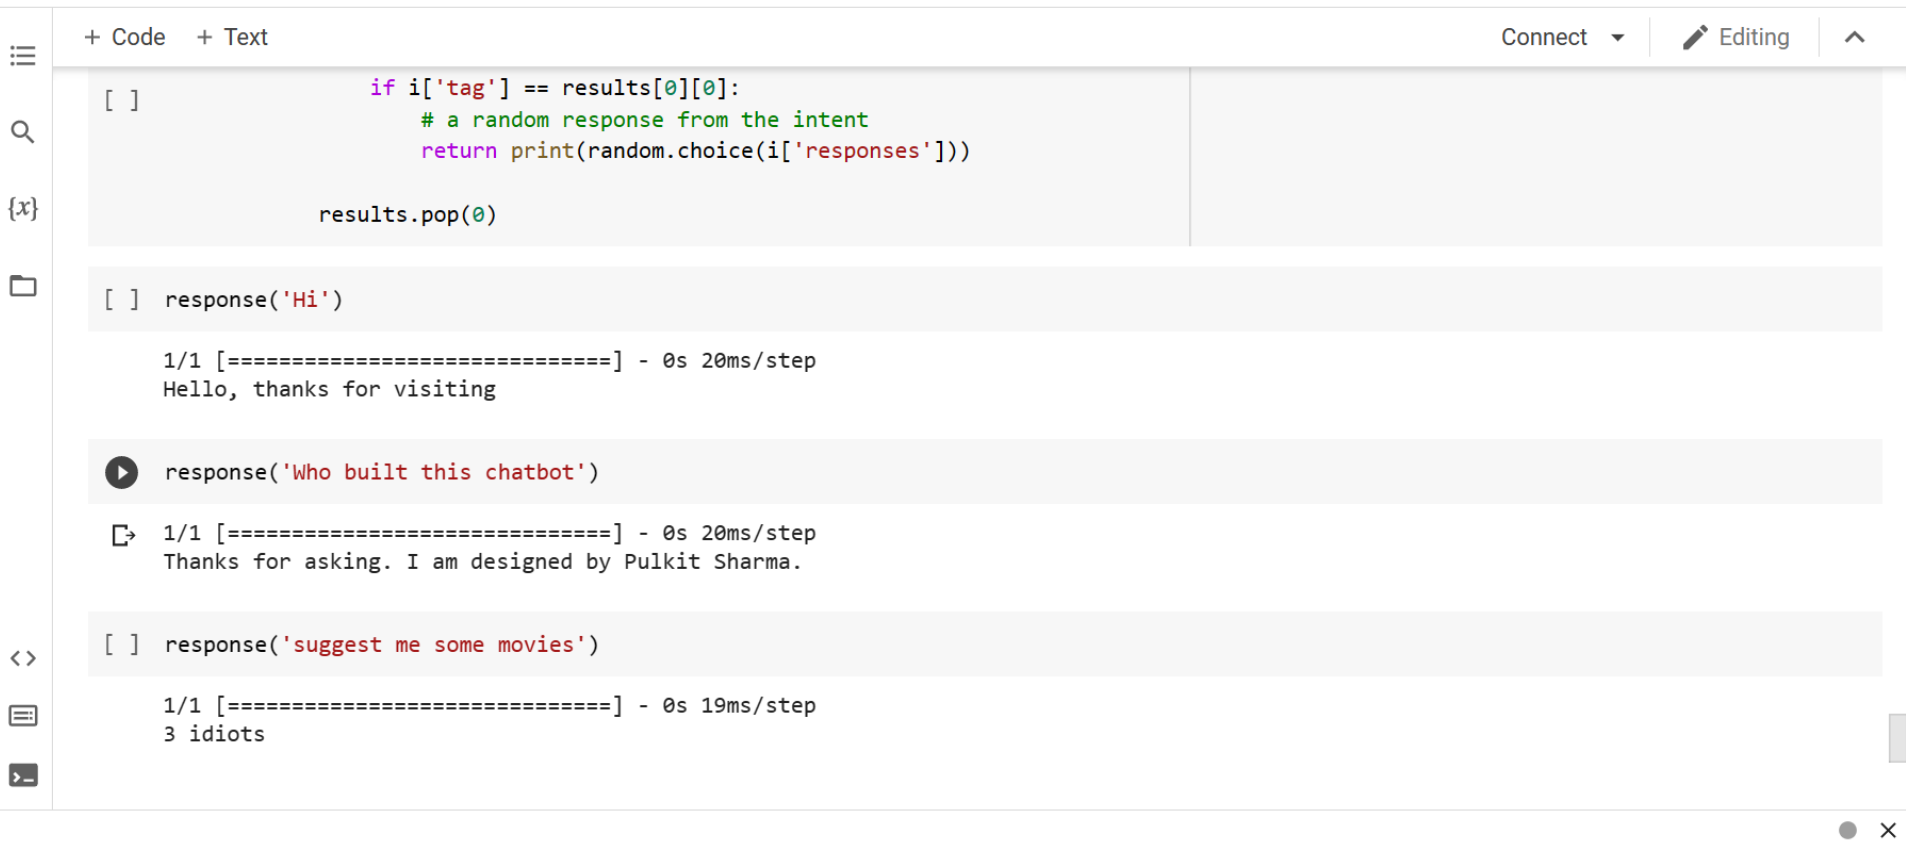 + Code + Text Connect Editing
[ ] if i['tag'] == results[0][0]:
# a random response from the intent
return print(random.choice(i['responses']))
results.pop(0)
{x}
[ ] response('Hi')
1/1 [==============================] - 0s 20ms/step
Hello, thanks for visiting
response('Who built this chatbot')
1/1 [==============================] - 0s 20ms/step
Thanks for asking. I am designed by Pulkit Sharma.
[ ] response('suggest me some movies')
1/1 [==============================] - 0s 19ms/step
3 idiots